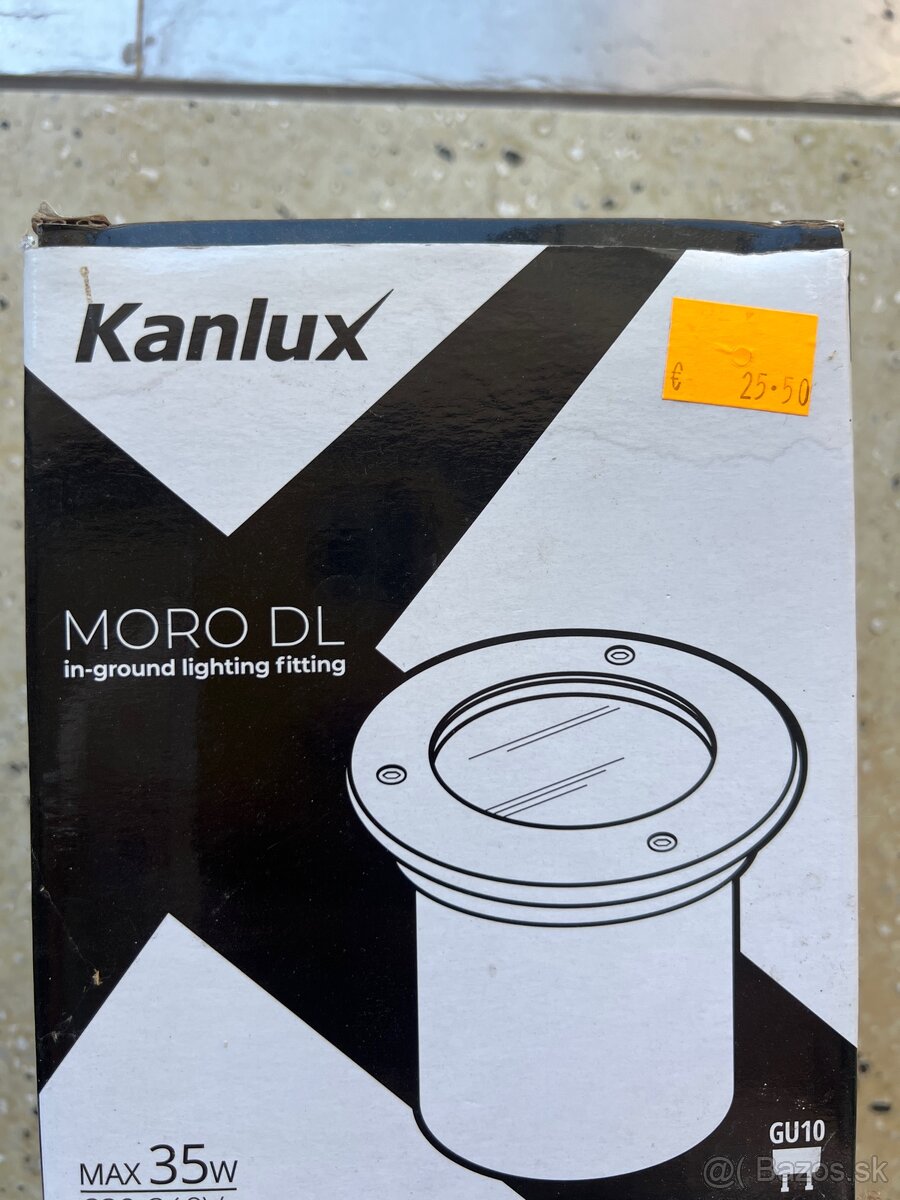 Kanlux
€ 25.50
MORO DL
in-ground lighting fitting
GU10
MAX 35W
@( Bazos.sk